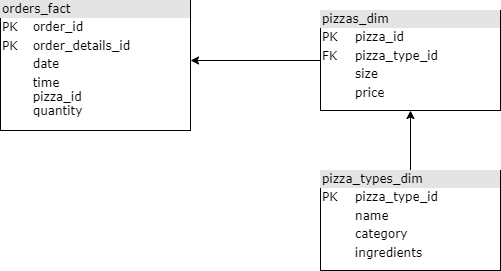 orders_fact
PK order_id
PK order_details_id
date
time
pizza_id
quantity
pizzas_dim
PK pizza_id
FK pizza_type_id
size
price
pizza_types_dim
PK pizza_type_id
name
category
ingredients